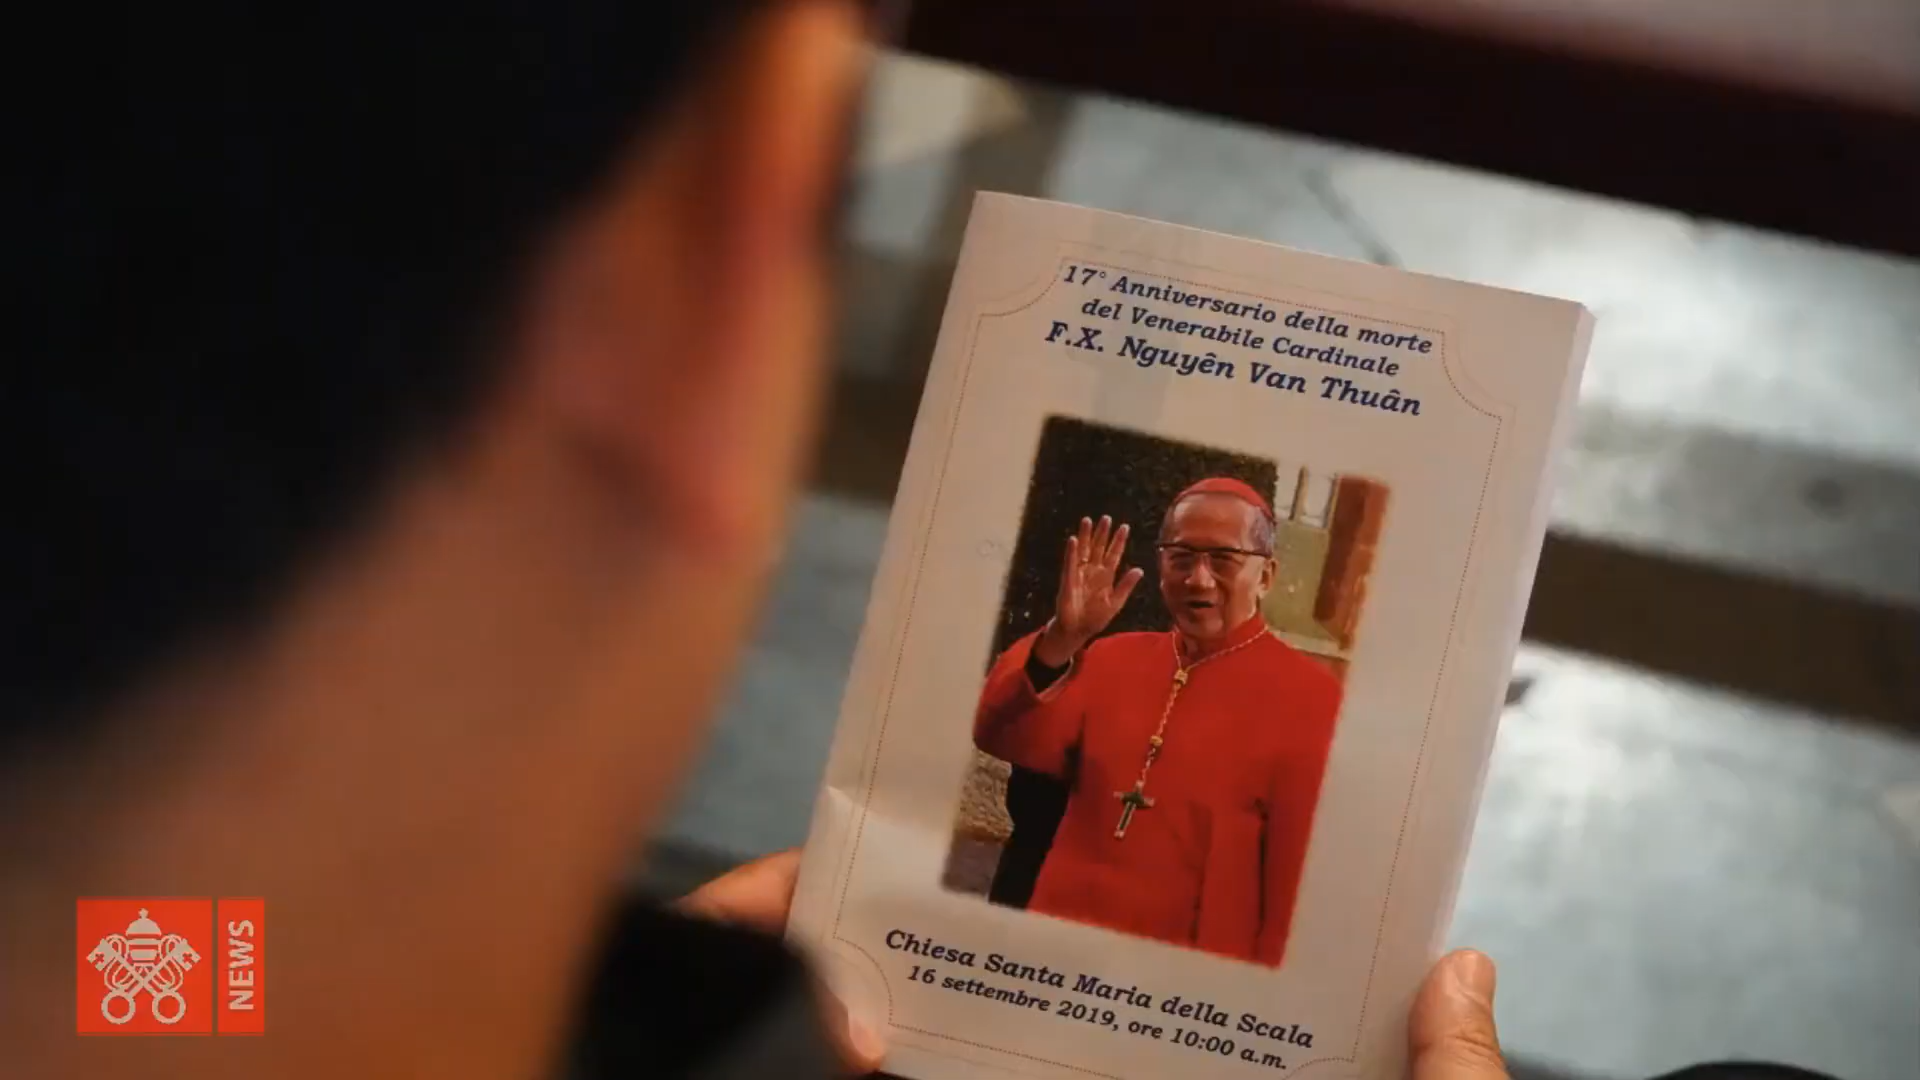 17° Anniversario della morte
del Venerabile Cardinale
F.X. Nguyên Van Thuân
Chiesa Santa Maria della Scala
16 settembre 2019, ore 10:00 a.m.
NEWS